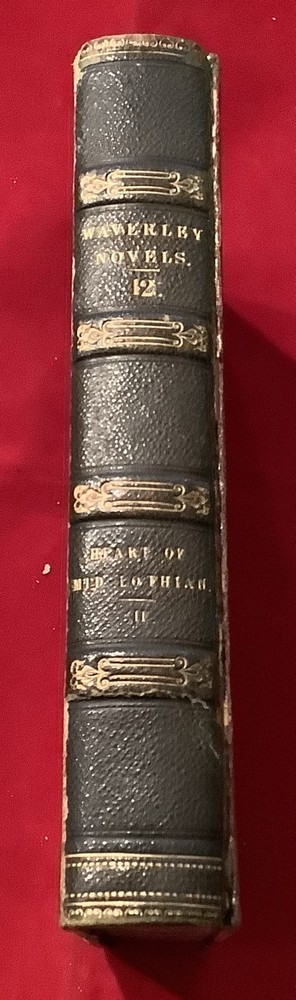 WAVERLEY
NOVELS.
12.
HEART OF
MID LOTHIAN.
II